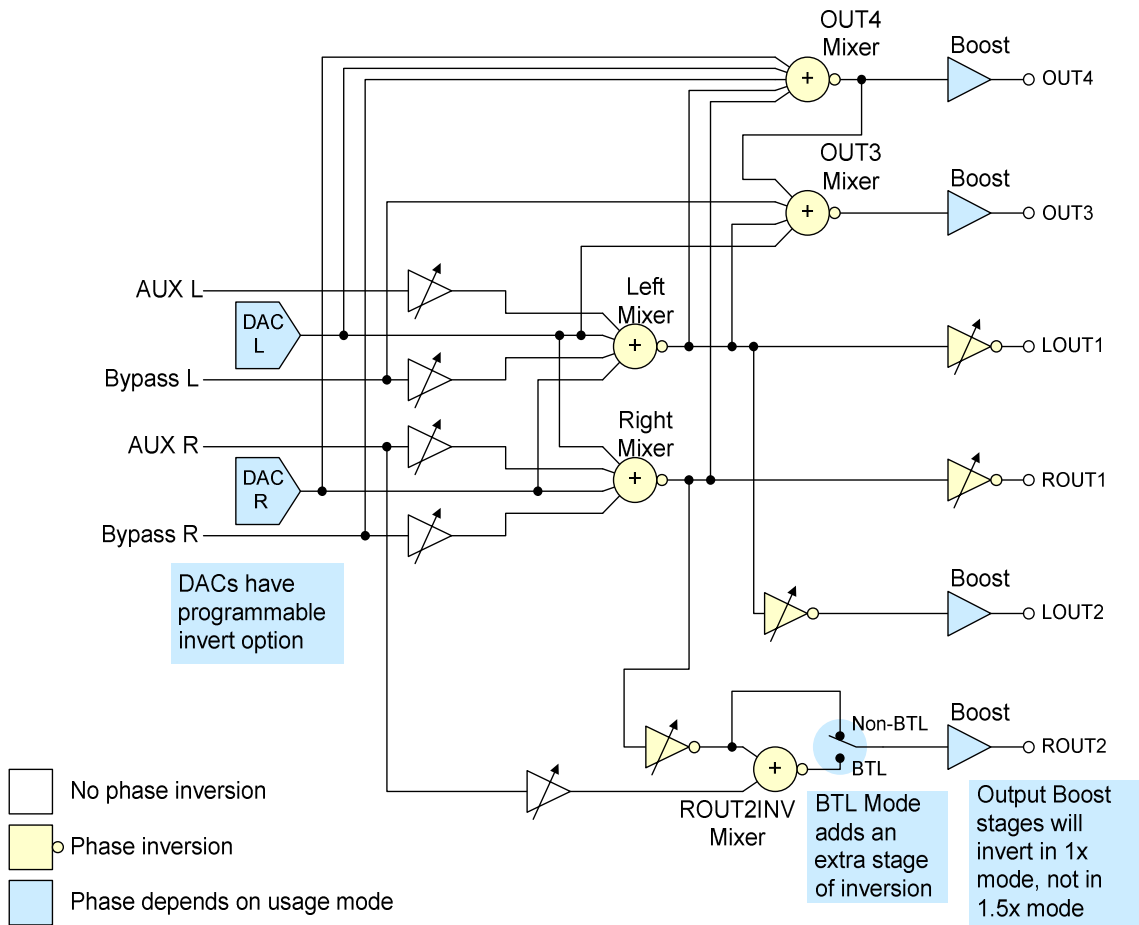 OUT4
Mixer
Boost
OUT4
OUT3
Mixer
Boost
OUT3
AUX L
DAC
L
Left
Mixer
LOUT1
Bypass L
AUX R
Right
Mixer
DAC
R
ROUT1
Bypass R
DACs have
programmable
invert option
Boost
LOUT2
Boost
Non-BTL
ROUT2
BTL
ROUT2INV
Mixer
BTL Mode
adds an
extra stage
of inversion
Output Boost
stages will
invert in 1x
mode, not in
1.5x mode
No phase inversion
Phase inversion
Phase depends on usage mode
+
+
+
+
+